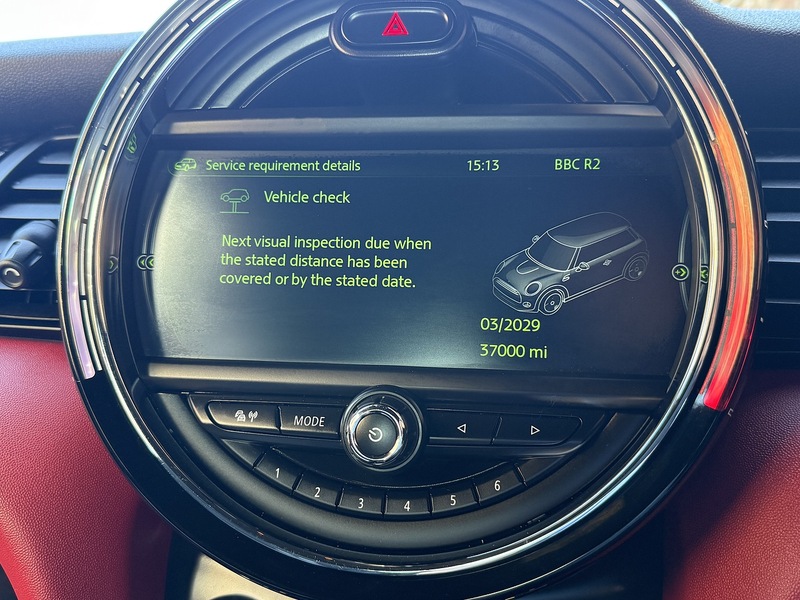 Service requirement details 15:13 BBC R2
Vehicle check
Next visual inspection due when
the stated distance has been
covered or by the stated date.
03/2029
37000 mi
MODE
1 2 3 4 5 6